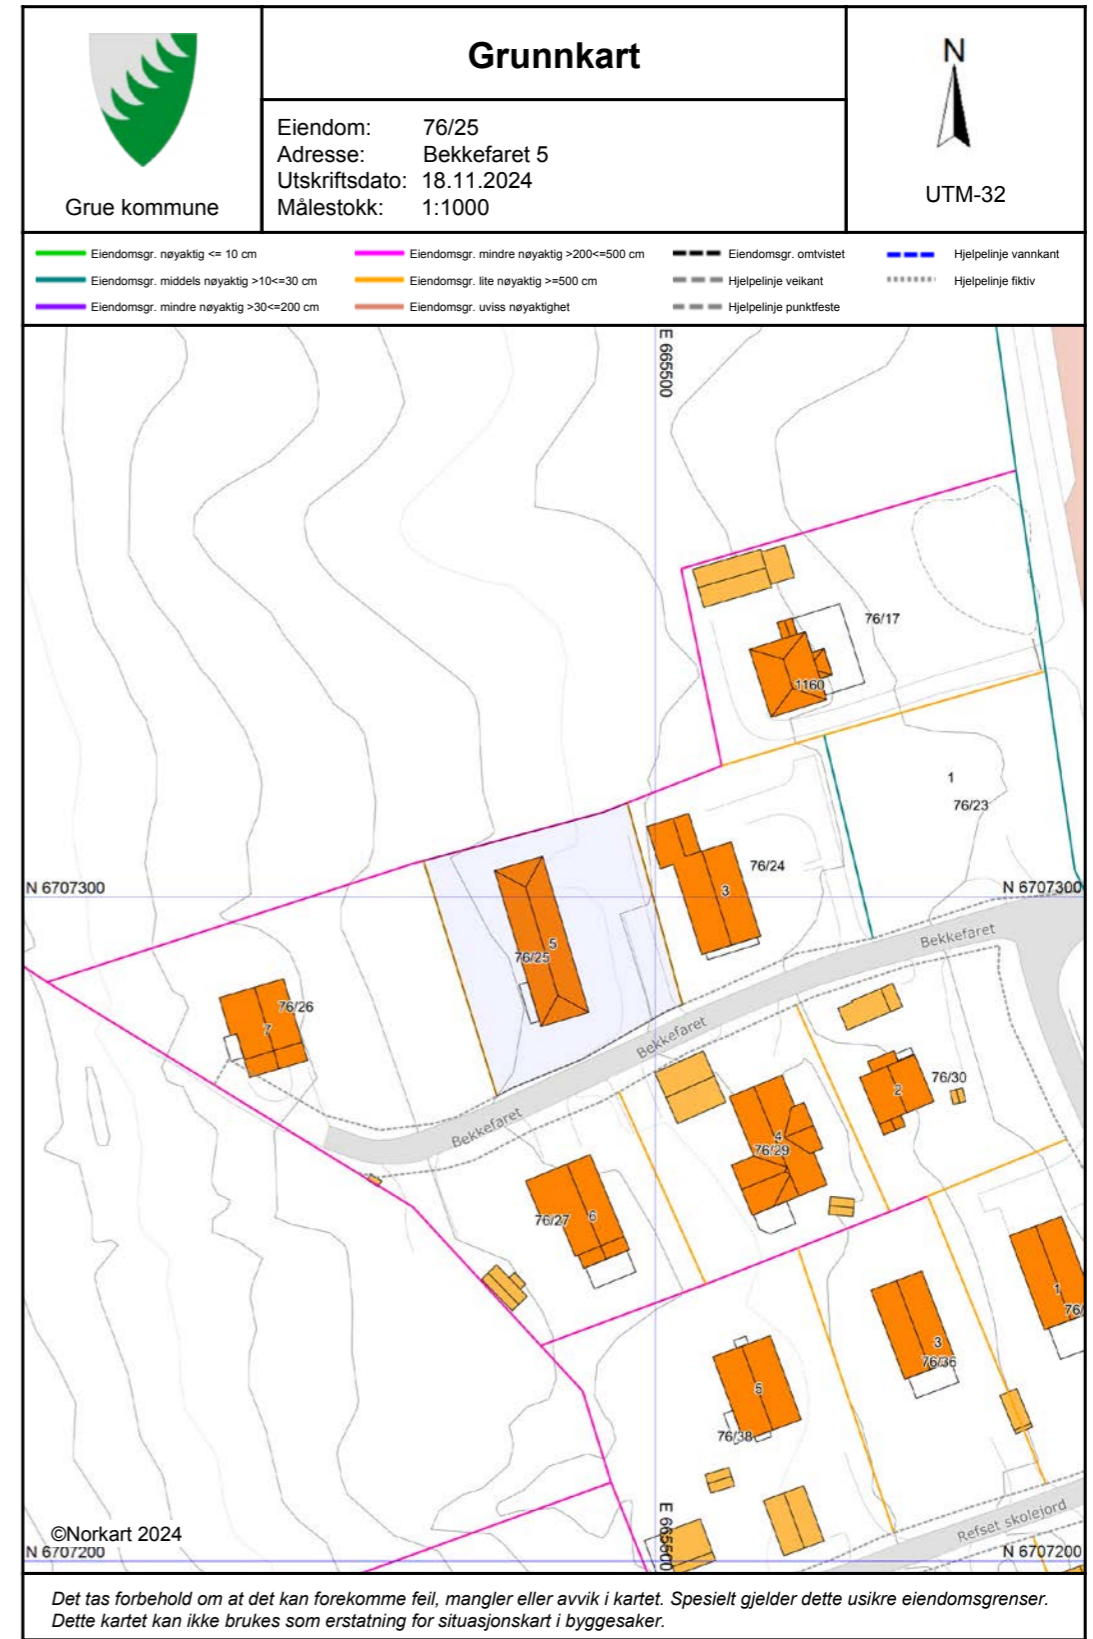 Grunnkart
N
Eiendom: 76/25
Adresse: Bekkefaret 5
Utskriftsdato: 18.11.2024
Målestokk: 1:1000
Grue kommune
UTM-32
Eiendomsgr. nøyaktig <= 10 cm
Eiendomsgr. middels nøyaktig >10<=30 cm
Eiendomsgr. mindre nøyaktig >30<=200 cm
Eiendomsgr. mindre nøyaktig >200<=500 cm
Eiendomsgr. lite nøyaktig >=500 cm
Eiendomsgr. uviss nøyaktighet
Eiendomsgr. omtvistet
Hjelpelinje veikant
Hjelpelinje punktfeste
Hjelpelinje vannkant
Hjelpelinje fiktiv
E 665500
76/17
1160
1
76/23
76/24
3
N 6707300
N 6707300
5
76/25
Bekkefaret
76/26
7
Bekkefaret
76/30
2
Bekkefaret
4
76/29
76/27
6
1
76/
3
76/36
5
76/38
E 665500
Refset skolejord
©Norkart 2024
N 6707200
N 6707200
Det tas forbehold om at det kan forekomme feil, mangler eller avvik i kartet. Spesielt gjelder dette usikre eiendomsgrenser.
Dette kartet kan ikke brukes som erstatning for situasjonskart i byggesaker.